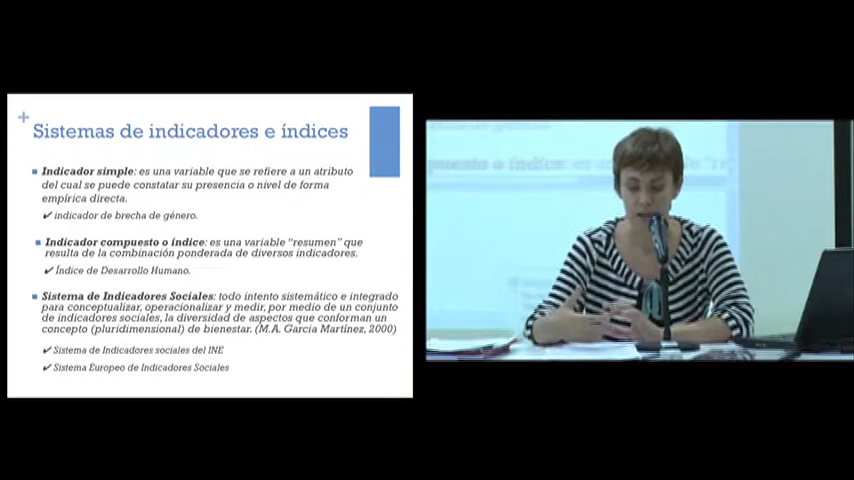 +
Sistemas de indicadores e índices
Indicador simple: es una variable que se refiere a un atributo
del cual se puede constatar su presencia o nivel de forma
empírica directa.
✔ indicador de brecha de género.
Indicador compuesto o índice: es una variable “resumen” que
resulta de la combinación ponderada de diversos indicadores.
✔ Índice de Desarrollo Humano.
Sistema de Indicadores Sociales: todo intento sistemático e integrado
para conceptualizar, operacionalizar y medir, por medio de un conjunto
de indicadores sociales, la diversidad de aspectos que conforman un
concepto (pluridimensional) de bienestar. (M.A. Garcia Martínez, 2000)
✔ Sistema de Indicadores sociales del INE
✔ Sistema Europeo de Indicadores Sociales
puesto o índice: es